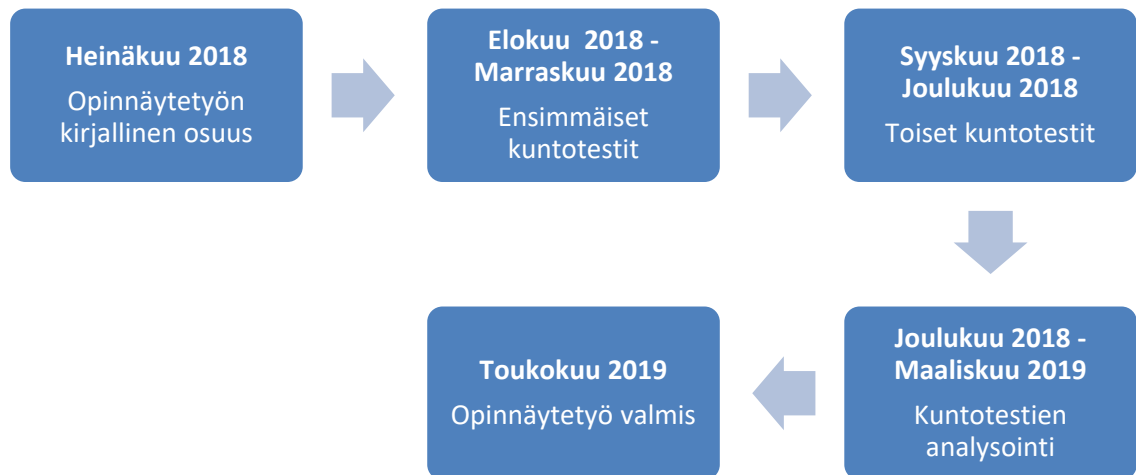 Heinäkuu 2018
Opinnäytetyön
kirjallinen osuus
Elokuu 2018 -
Marraskuu 2018
Ensimmäiset
kuntotestit
Syyskuu 2018 -
Joulukuu 2018
Toiset kuntotestit
Joulukuu 2018 -
Maaliskuu 2019
Kuntotestien
analysointi
Toukokuu 2019
Opinnäytetyö valmis